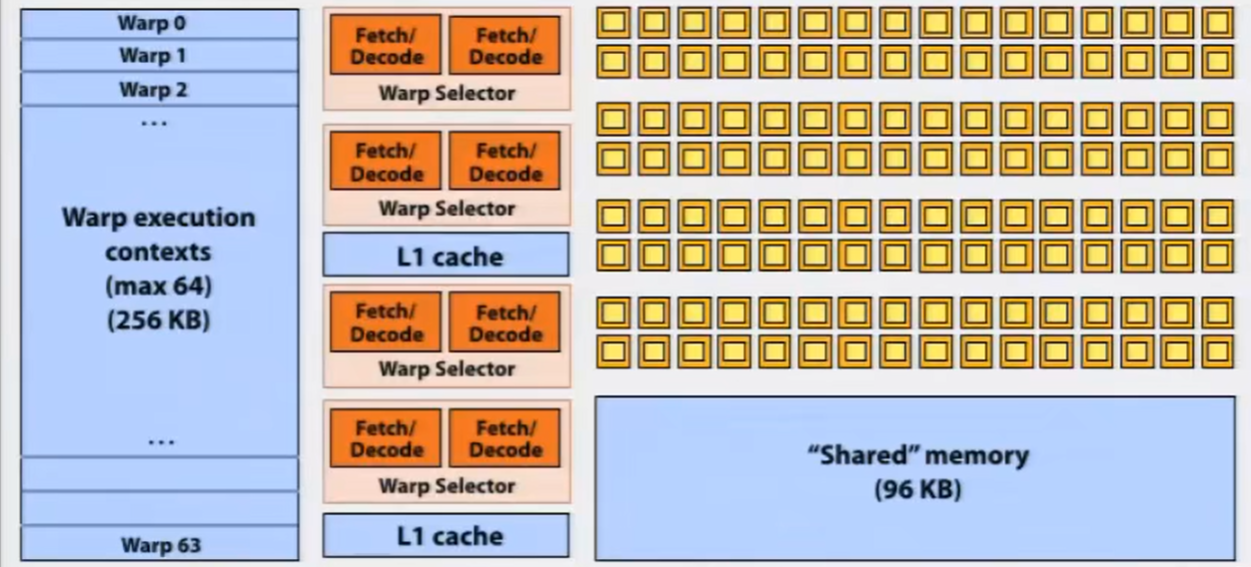 Warp 0
Warp 1
Warp 2
...
Warp execution
contexts
(max 64)
(256 KB)
...
Warp 63
Fetch/
Decode
Fetch/
Decode
Warp Selector
Fetch/
Decode
Fetch/
Decode
Warp Selector
L1 cache
Fetch/
Decode
Fetch/
Decode
Warp Selector
Fetch/
Decode
Fetch/
Decode
Warp Selector
L1 cache
“Shared” memory
(96 KB)